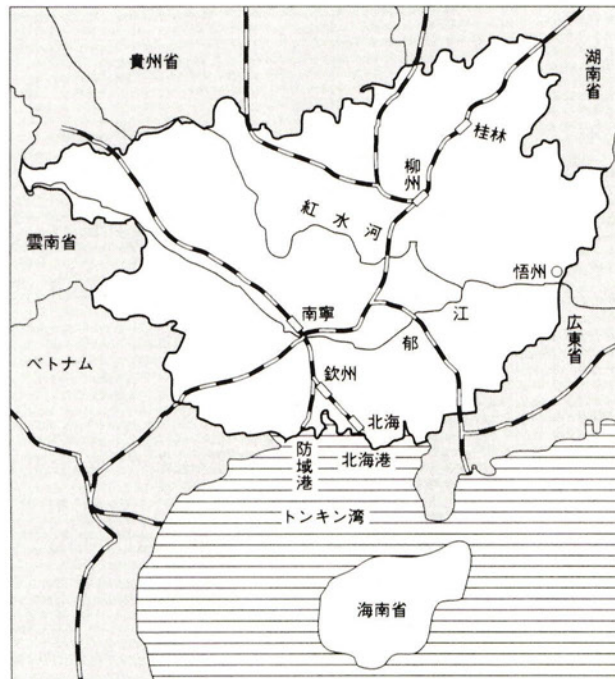 貴州省
湖南省
桂林
柳州
紅水河
雲南省
悟州
南寧
江
郁
広東省
ベトナム
欽州
北海
防域港
北海港
トンキン湾
海南省